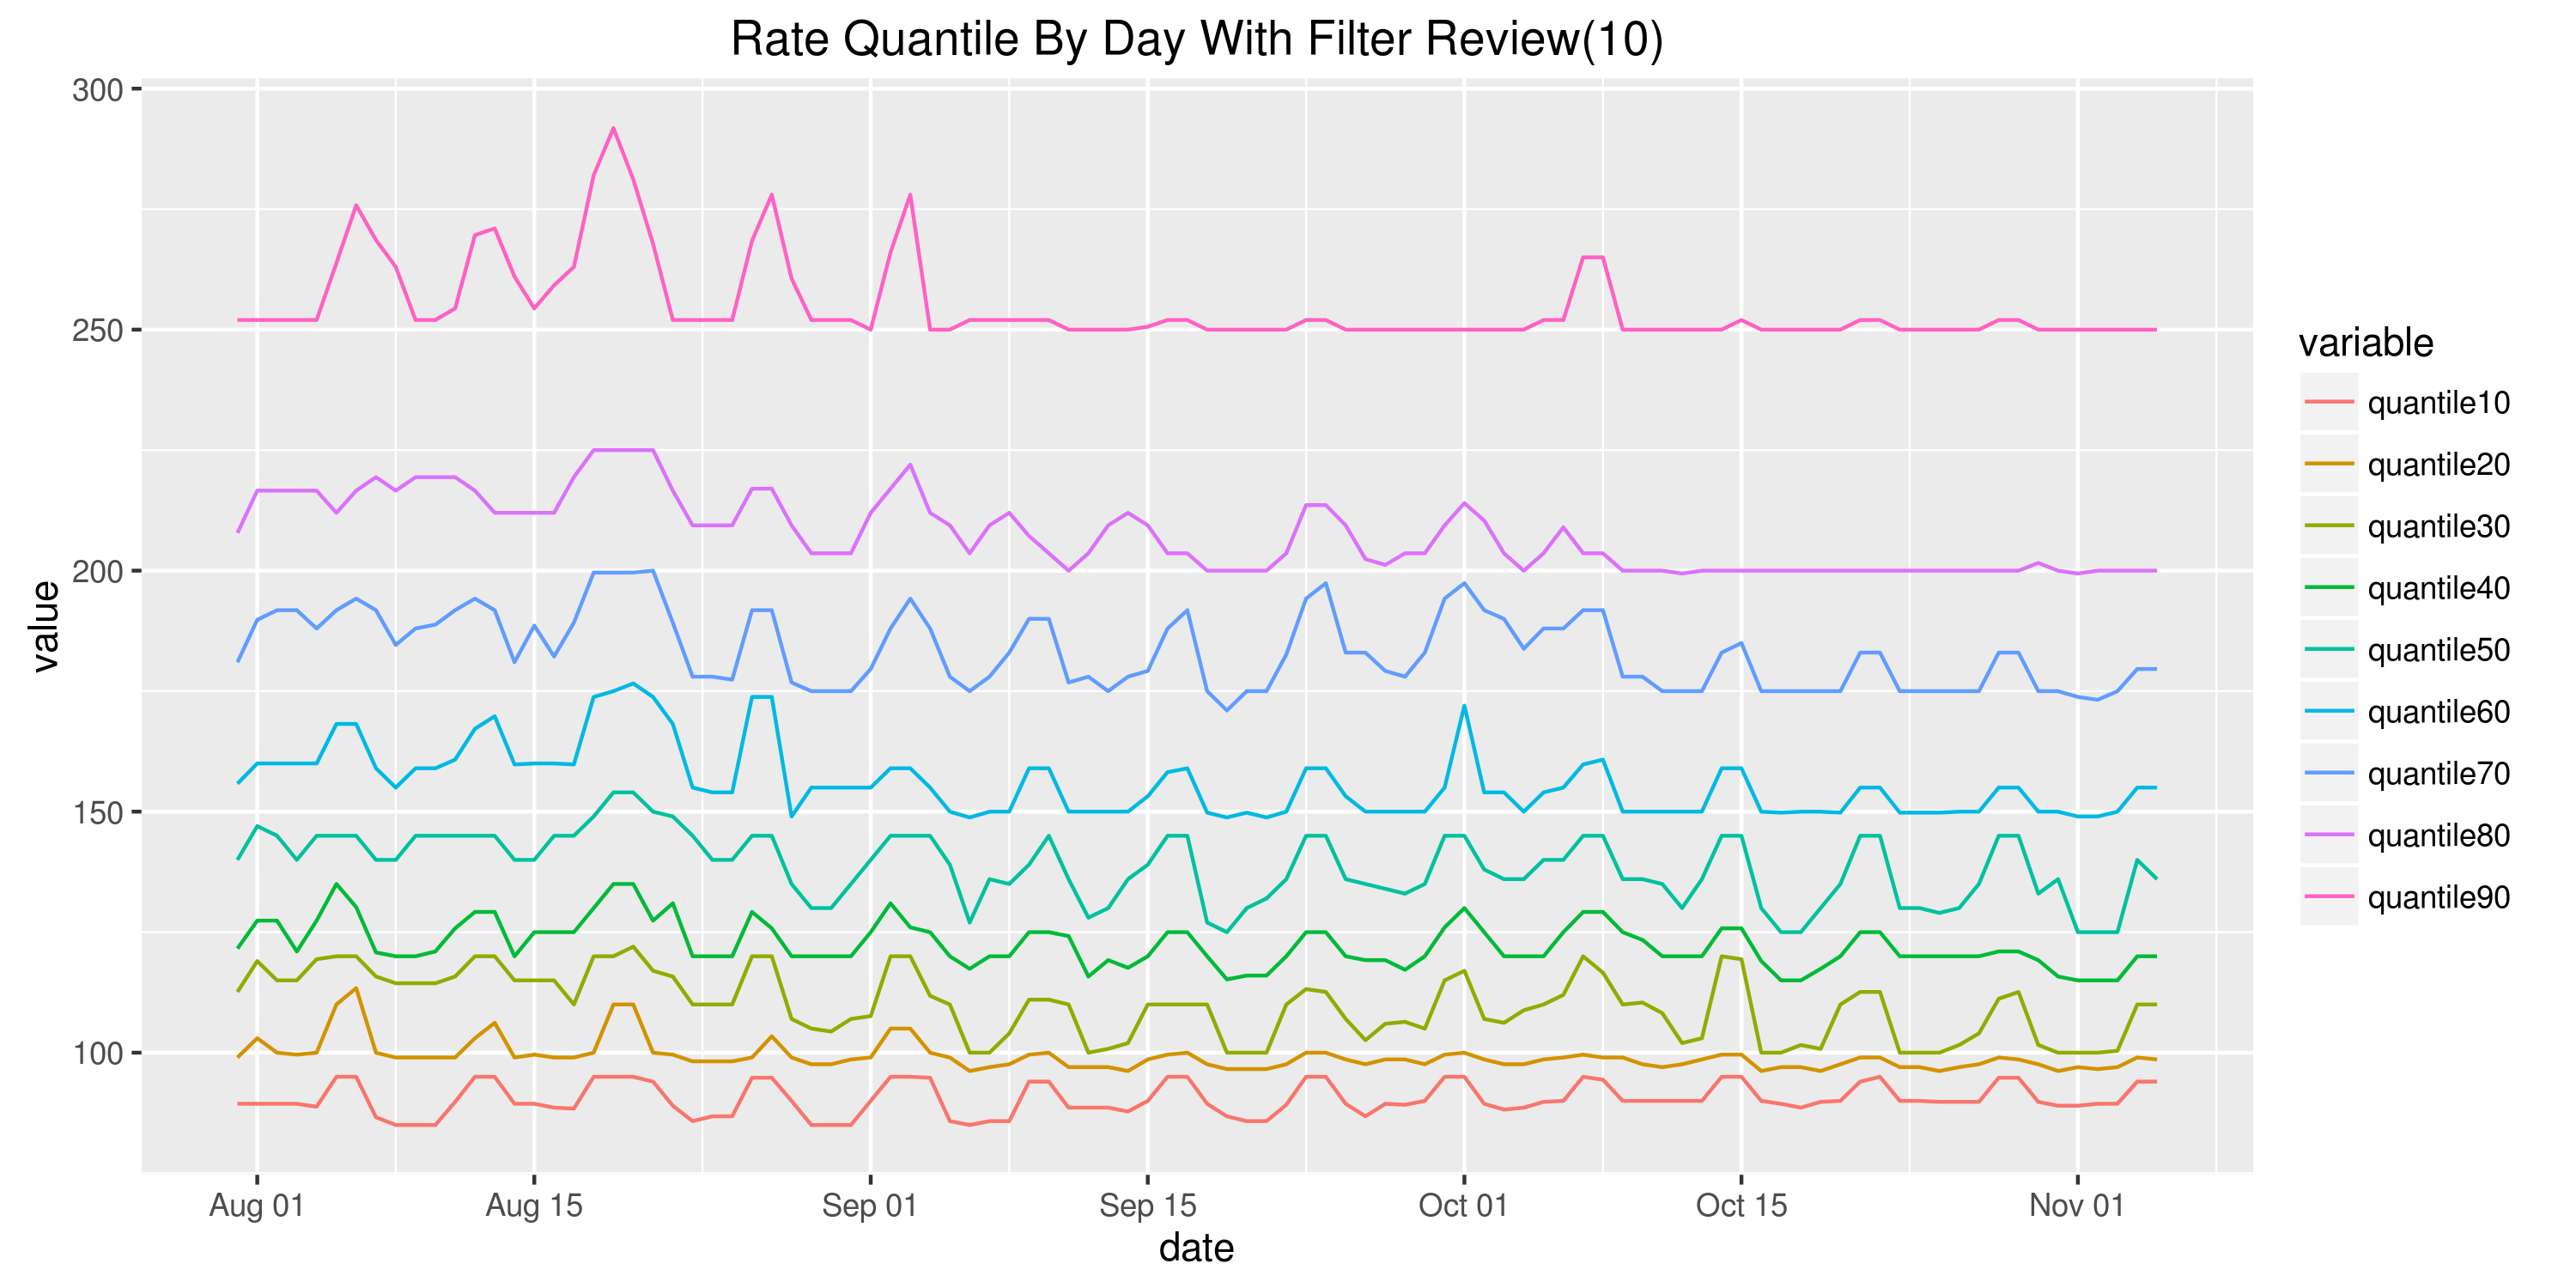 Rate Quantile By Day With Filter Review(10)
300
250
200
150
100
value
Aug 01 Aug 15 Sep 01 Sep 15 Oct 01 Oct 15 Nov 01
date
variable
quantile10
quantile20
quantile30
quantile40
quantile50
quantile60
quantile70
quantile80
quantile90